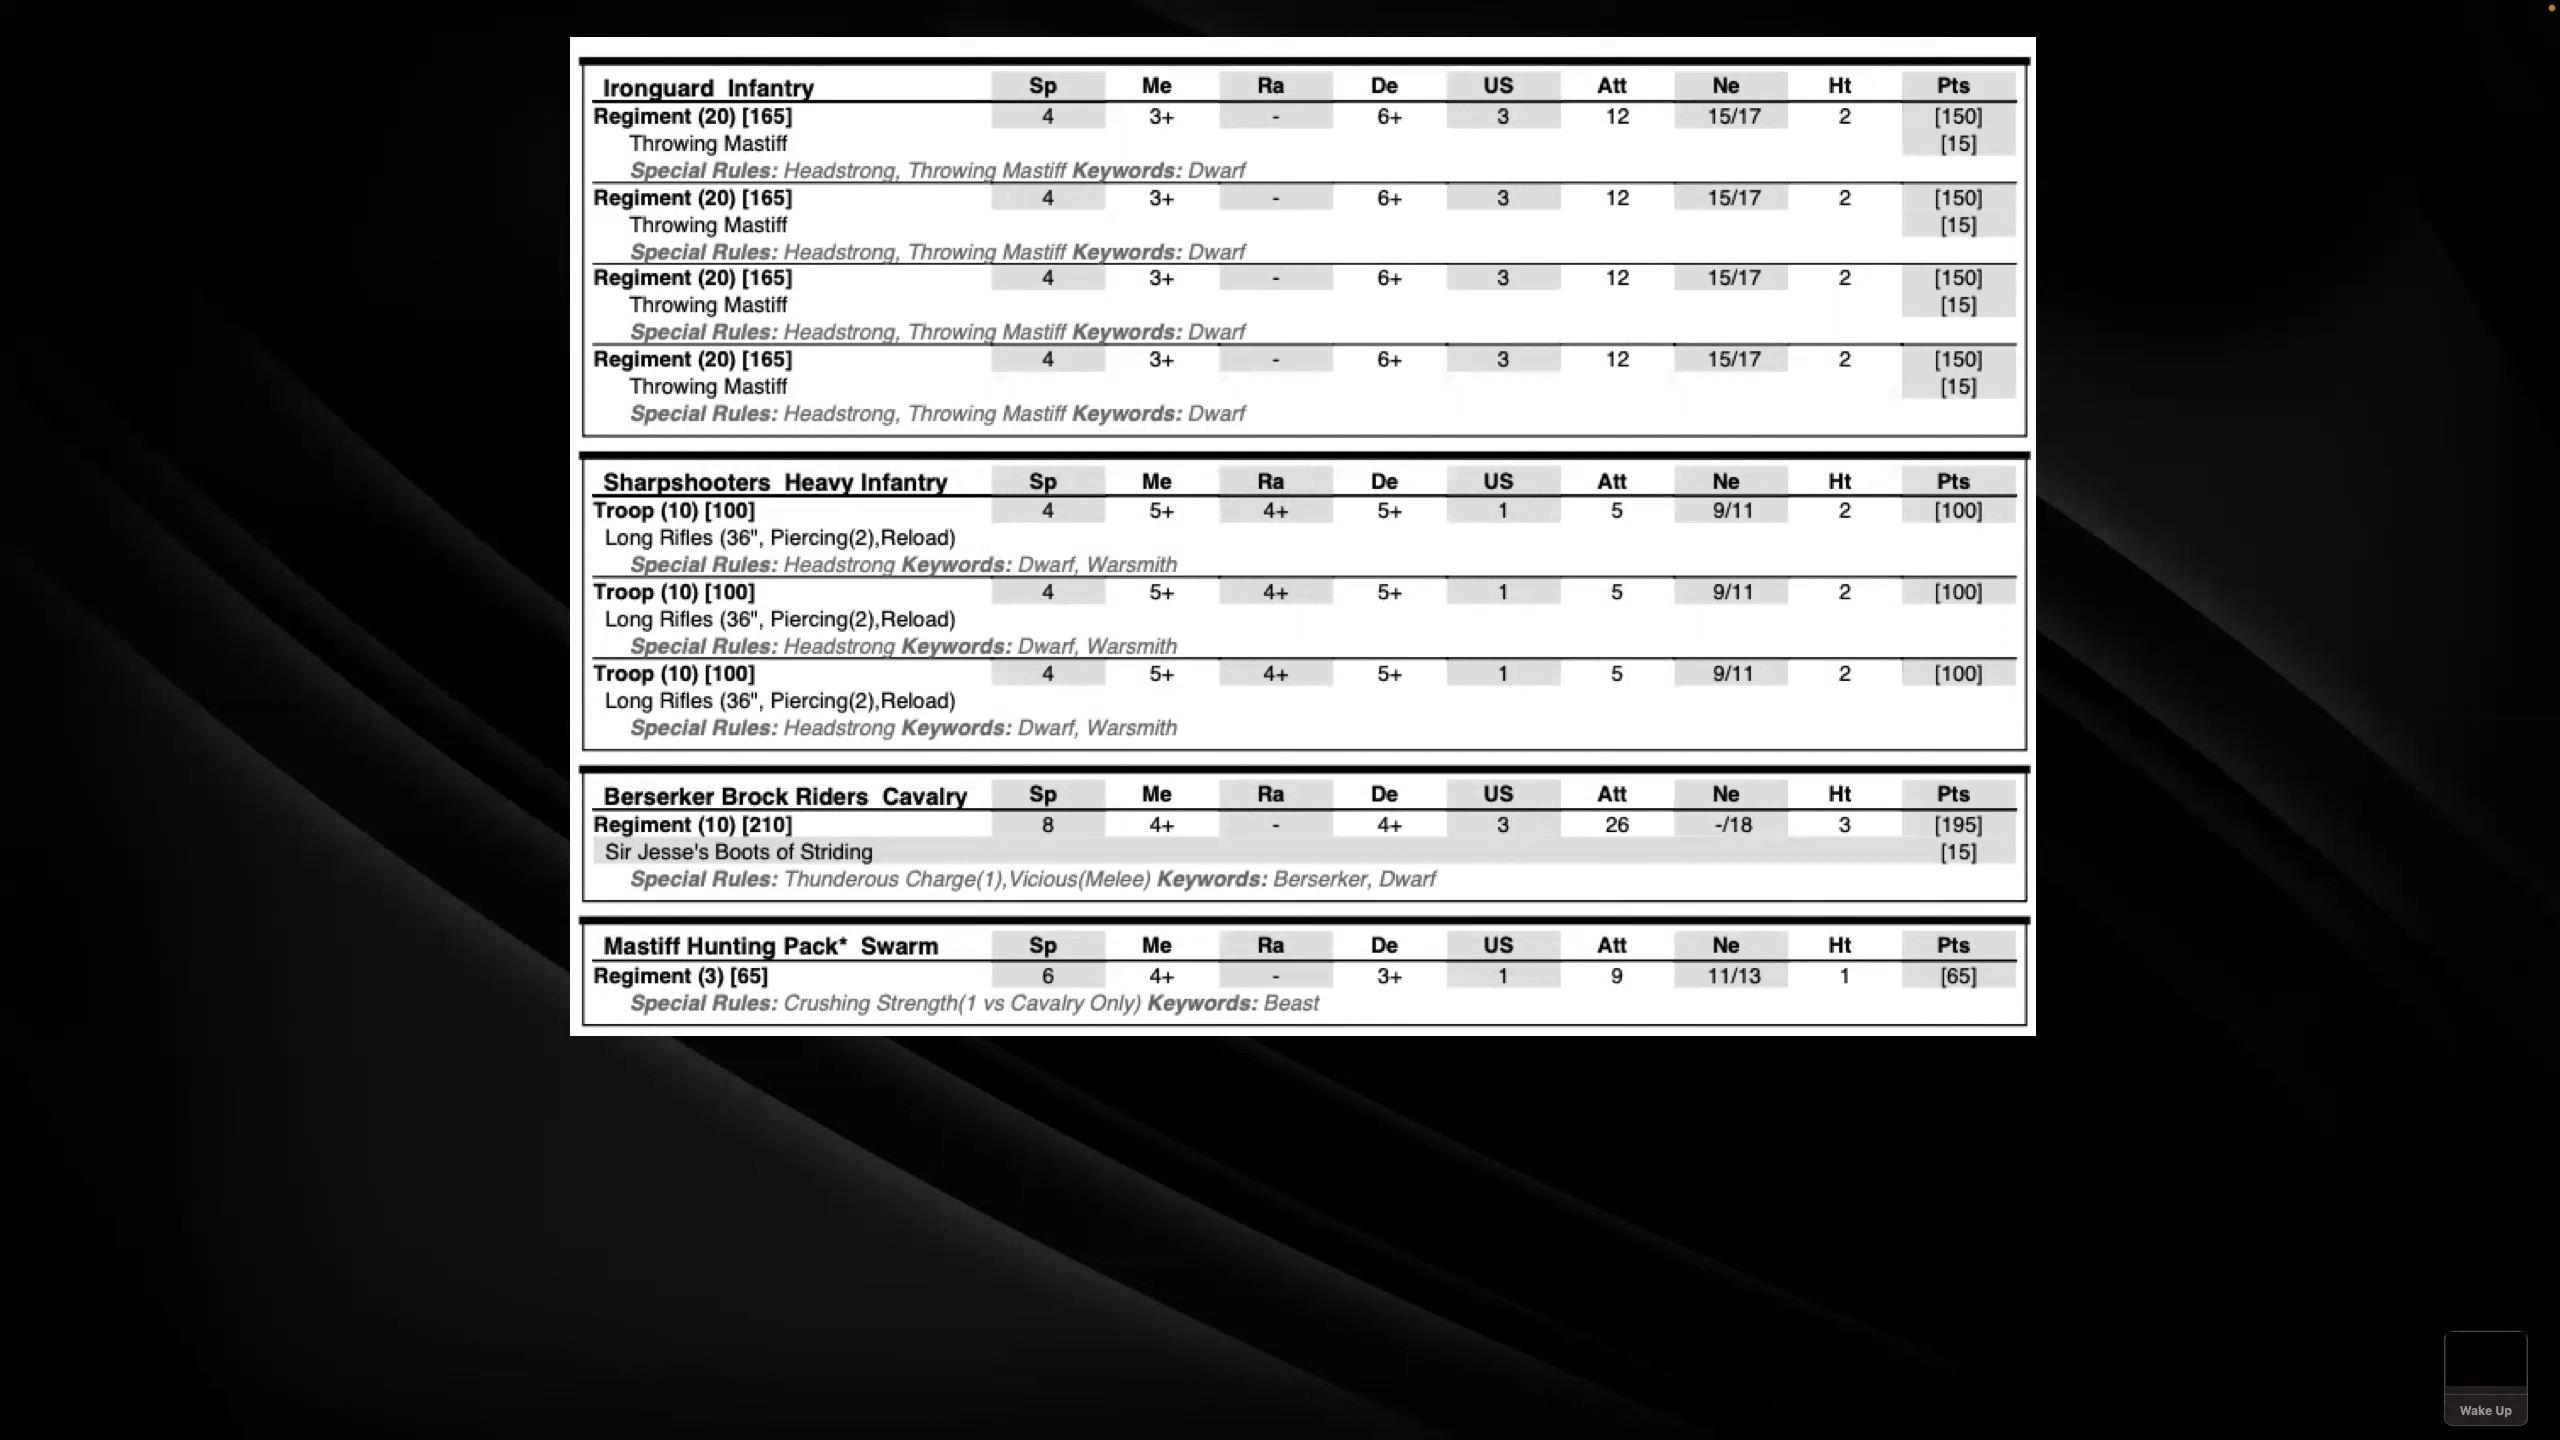 Ironguard Infantry Sp Me Ra De US Att Ne Ht Pts
Regiment (20) [165] 4 3+ - 6+ 3 12 15/17 2 [150]
Throwing Mastiff [15]
Special Rules: Headstrong, Throwing Mastiff Keywords: Dwarf
Regiment (20) [165] 4 3+ - 6+ 3 12 15/17 2 [150]
Throwing Mastiff [15]
Special Rules: Headstrong, Throwing Mastiff Keywords: Dwarf
Regiment (20) [165] 4 3+ - 6+ 3 12 15/17 2 [150]
Throwing Mastiff [15]
Special Rules: Headstrong, Throwing Mastiff Keywords: Dwarf
Regiment (20) [165] 4 3+ - 6+ 3 12 15/17 2 [150]
Throwing Mastiff [15]
Special Rules: Headstrong, Throwing Mastiff Keywords: Dwarf
Sharpshooters Heavy Infantry Sp Me Ra De US Att Ne Ht Pts
Troop (10) [100] 4 5+ 4+ 5+ 1 5 9/11 2 [100]
Long Rifles (36", Piercing(2),Reload)
Special Rules: Headstrong Keywords: Dwarf, Warsmith
Troop (10) [100] 4 5+ 4+ 5+ 1 5 9/11 2 [100]
Long Rifles (36", Piercing(2),Reload)
Special Rules: Headstrong Keywords: Dwarf, Warsmith
Troop (10) [100] 4 5+ 4+ 5+ 1 5 9/11 2 [100]
Long Rifles (36", Piercing(2),Reload)
Special Rules: Headstrong Keywords: Dwarf, Warsmith
Berserker Brock Riders Cavalry Sp Me Ra De US Att Ne Ht Pts
Regiment (10) [210] 8 4+ - 4+ 3 26 -/18 3 [195]
Sir Jesse's Boots of Striding [15]
Special Rules: Thunderous Charge(1),Vicious(Melee) Keywords: Berserker, Dwarf
Mastiff Hunting Pack* Swarm Sp Me Ra De US Att Ne Ht Pts
Regiment (3) [65] 6 4+ - 3+ 1 9 11/13 1 [65]
Special Rules: Crushing Strength(1 vs Cavalry Only) Keywords: Beast
Wake Up